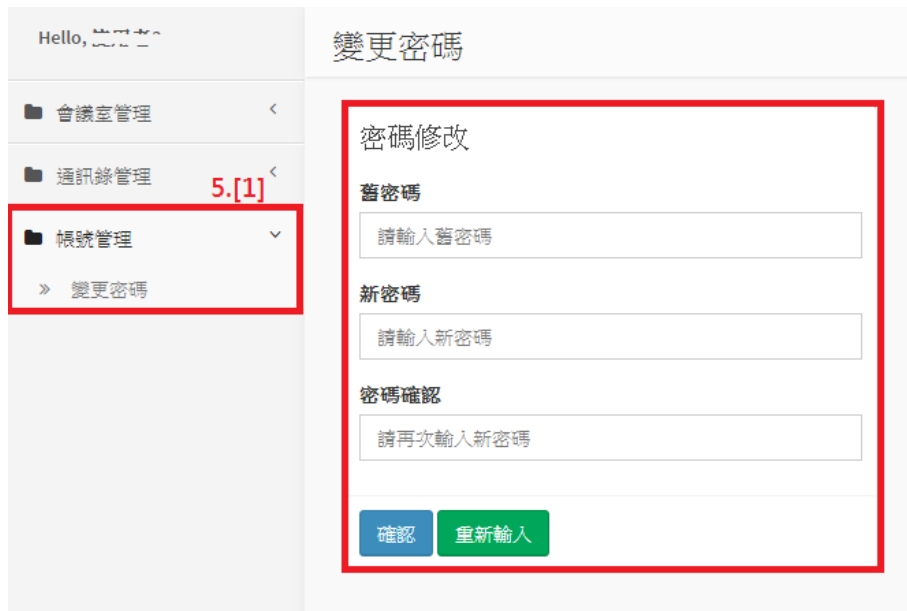 Hello,
變更密碼
會議室管理
通訊錄管理
5.[1]
帳號管理
變更密碼
密碼修改
舊密碼
請輸入舊密碼
新密碼
請輸入新密碼
密碼確認
請再次輸入新密碼
確認
重新輸入